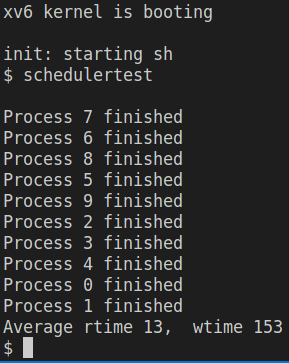 xv6 kernel is booting
init: starting sh
$ schedulertest
Process 7 finished
Process 6 finished
Process 8 finished
Process 5 finished
Process 9 finished
Process 2 finished
Process 3 finished
Process 4 finished
Process 0 finished
Process 1 finished
Average rtime 13,  wtime 153
$